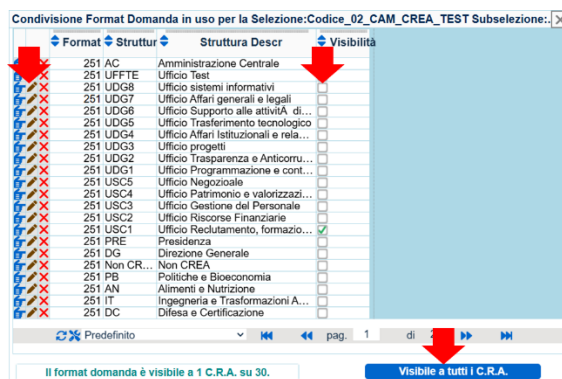 Condivisione Format Domanda in uso per la Selezione:Codice_02_CAM_CREA_TEST Subselezione:.
Format Struttur Struttura Descr Visibilità
251 AC Amministrazione Centrale
251 UFFTE Ufficio Test
251 UDG8 Ufficio sistemi informativi
251 UDG7 Ufficio Affari generali e legali
251 UDG6 Ufficio Supporto alle attivitÃ di...
251 UDG5 Ufficio Trasferimento tecnologico
251 UDG4 Ufficio Affari Istituzionali e rela...
251 UDG3 Ufficio progetti
251 UDG2 Ufficio Trasparenza e Anticorru...
251 UDG1 Ufficio Programmazione e cont...
251 USC5 Ufficio Negozioale
251 USC4 Ufficio Patrimonio e valorizzazi...
251 USC3 Ufficio Gestione del Personale
251 USC2 Ufficio Riscorse Finanziarie
251 USC1 Ufficio Reclutamento, formazio...
251 PRE Presidenza
251 DG Direzione Generale
251 Non CR... Non CREA
251 PB Politiche e Bioeconomia
251 AN Alimenti e Nutrizione
251 IT Ingegneria e Trasformazioni A...
251 DC Difesa e Certificazione
Predefinito pag. 1 di 2
Il format domanda è visibile a 1 C.R.A. su 30.
Visibile a tutti i C.R.A.